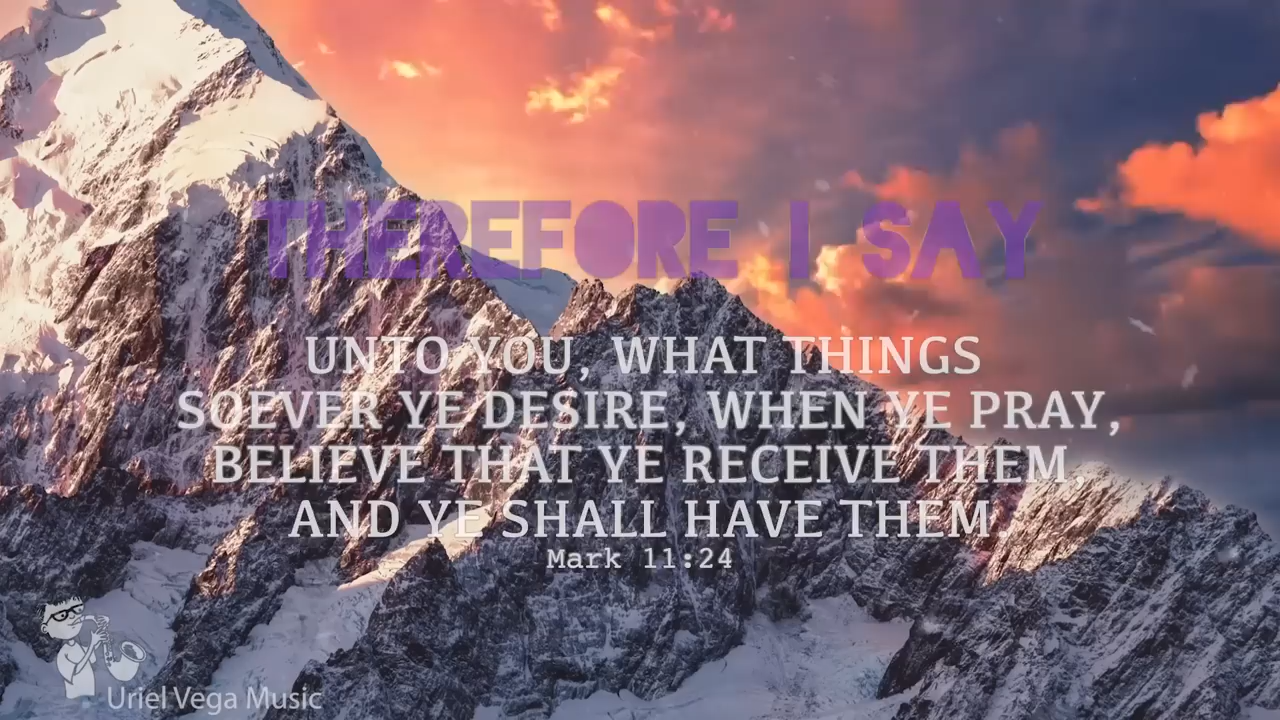 THEREFORE I SAY
UNTO YOU, WHAT THINGS
SOEVER YE DESIRE, WHEN YE PRAY,
BELIEVE THAT YE RECEIVE THEM,
AND YE SHALL HAVE THEM.
Mark 11:24
Uriel Vega Music